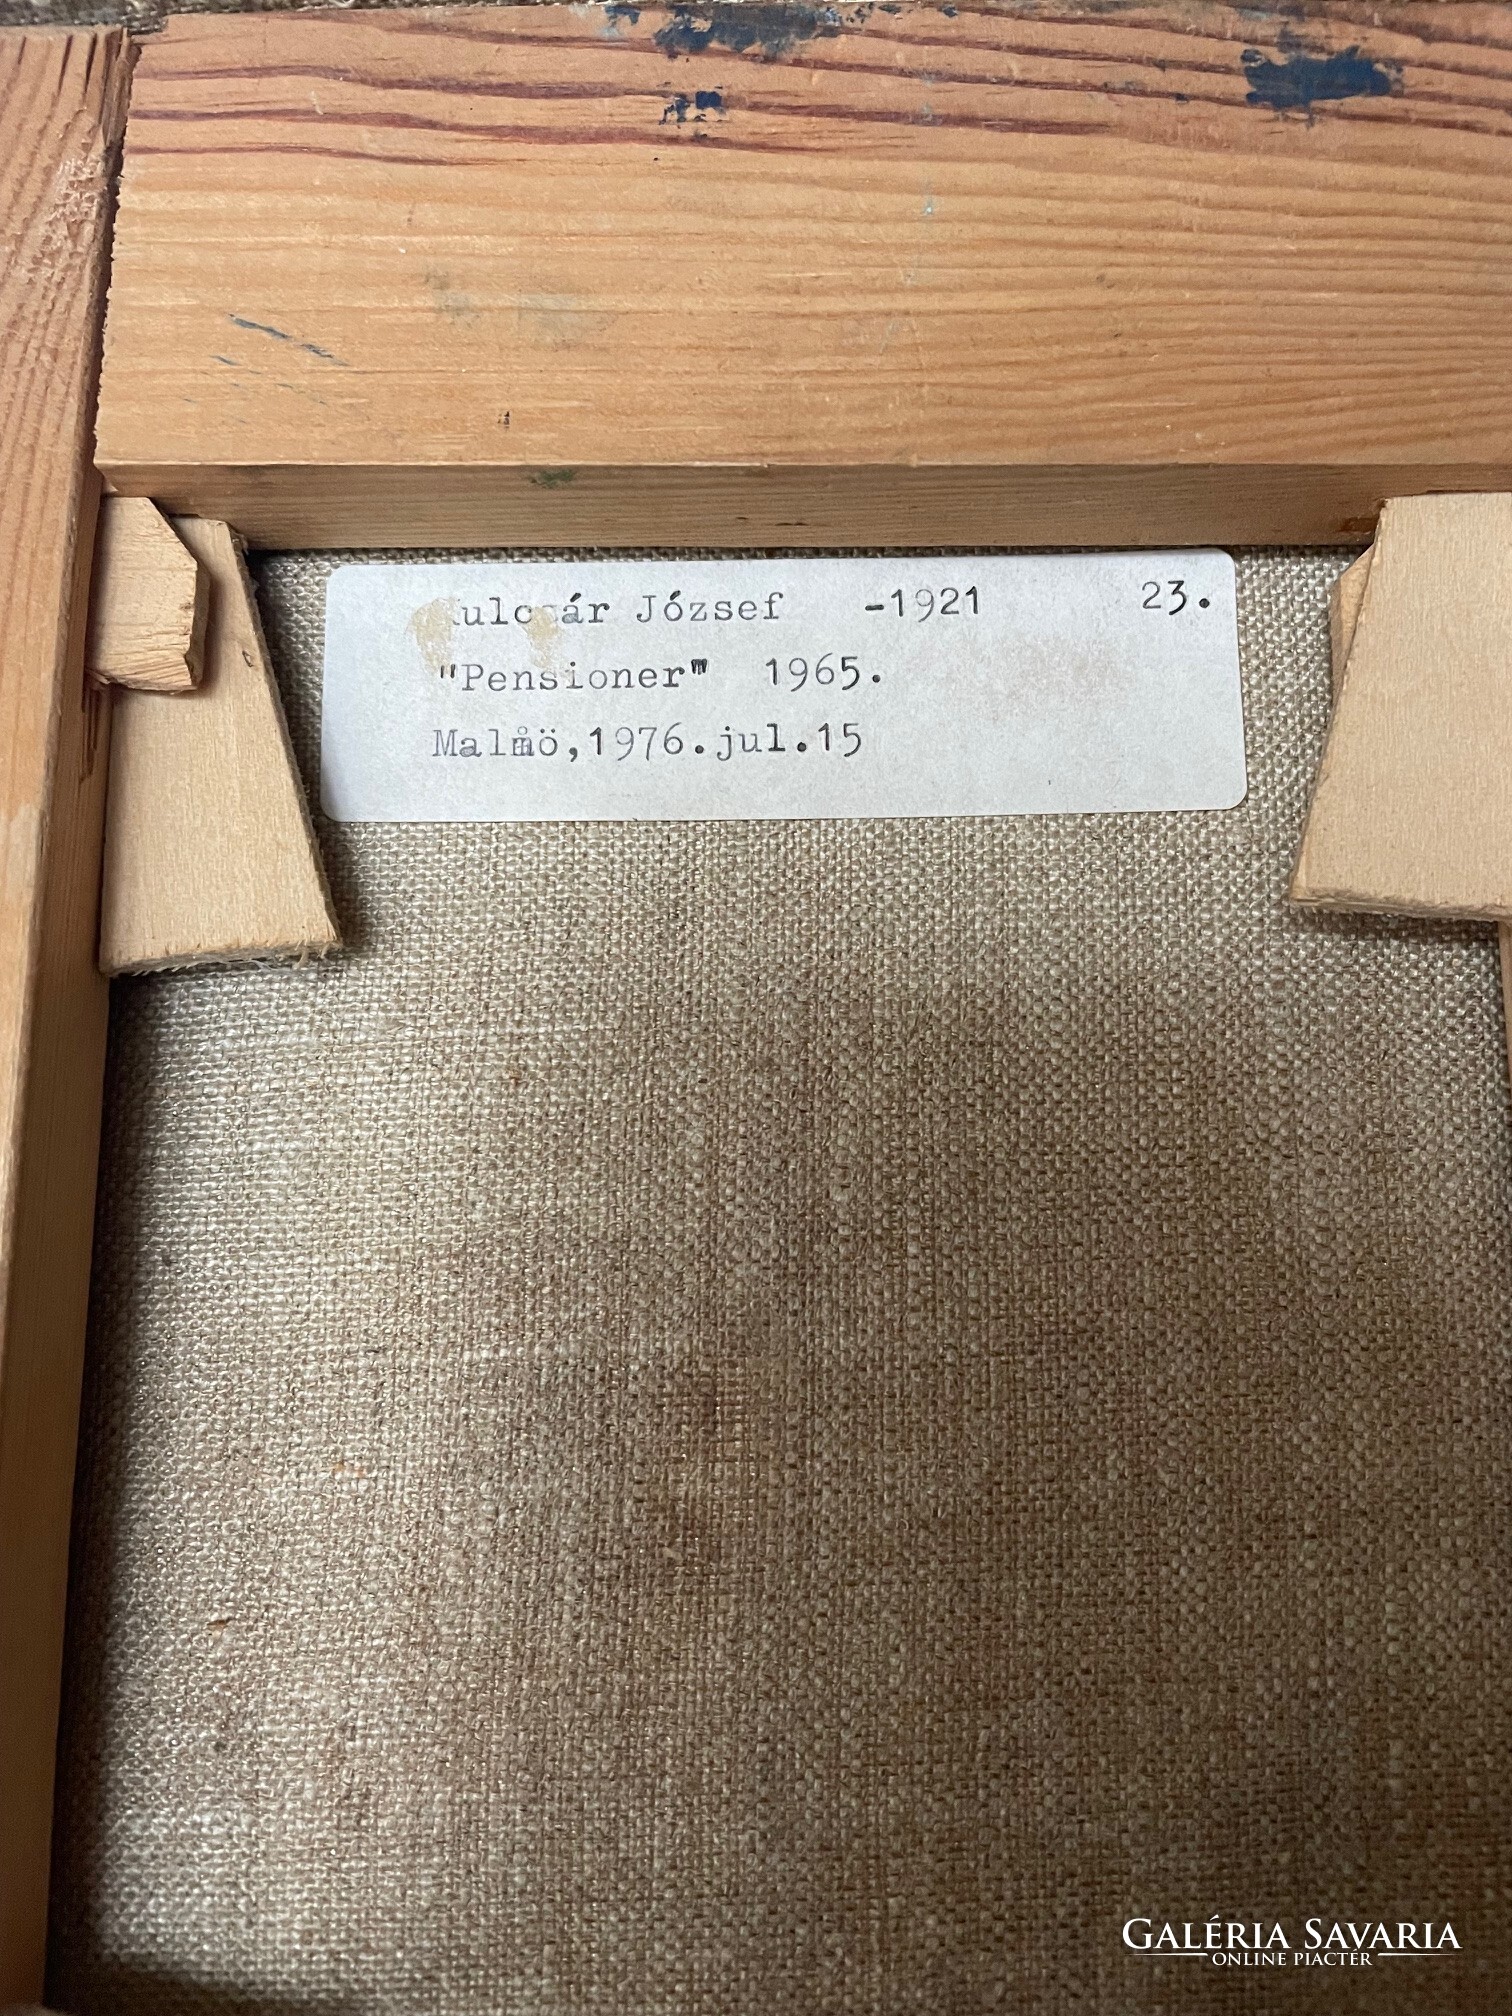 Kulcsár József -1921 23.
"Pensioner" 1965.
Malmö,1976.jul.15
GALÉRIA SAVARIA
ONLINE PIACTÉR